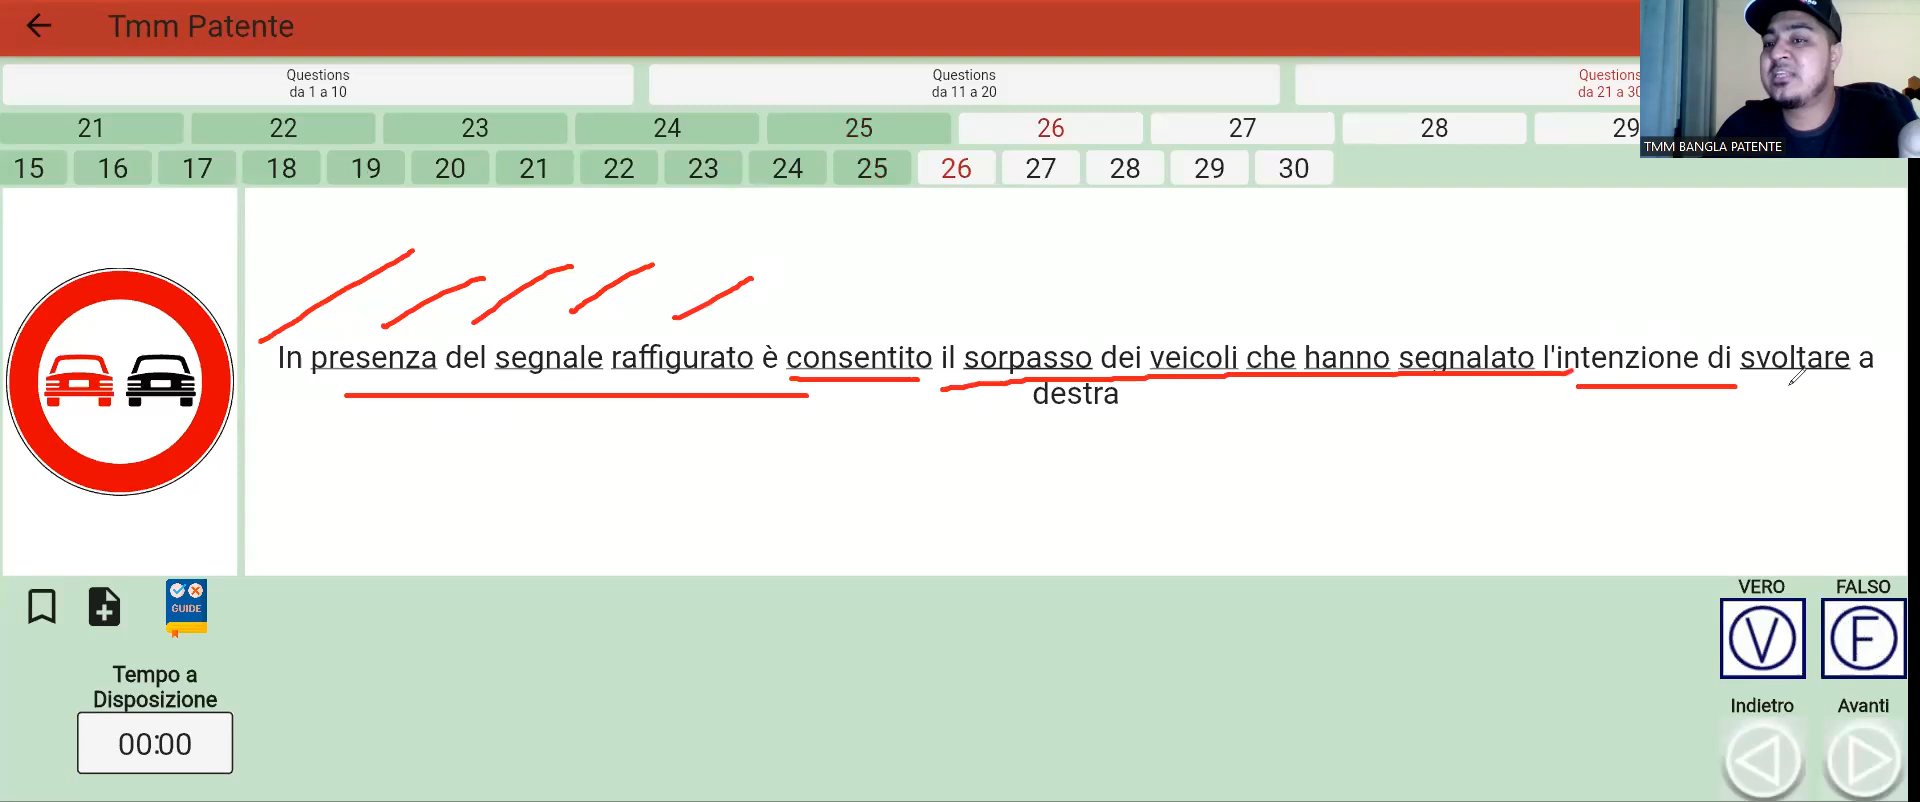 Tmm Patente
Questions
da 1 a 10
Questions
da 11 a 20
Questions
da 21 a 30
21 22 23 24 25 26 27 28 29
15 16 17 18 19 20 21 22 23 24 25 26 27 28 29 30
TMM BANGLA PATENTE
In presenza del segnale raffigurato è consentito il sorpasso dei veicoli che hanno segnalato l'intenzione di svoltare a
destra
GUIDE
VERO FALSO
V F
Tempo a
Disposizione
00:00
Indietro Avanti